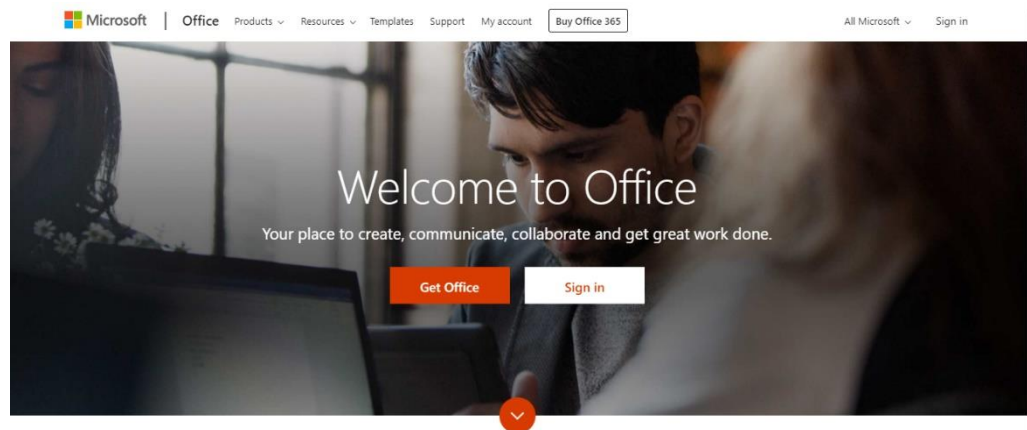 Microsoft Office Products Resources Templates Support My account Buy Office 365 All Microsoft Sign in
Welcome to Office
Your place to create, communicate, collaborate and get great work done.
Get Office Sign in